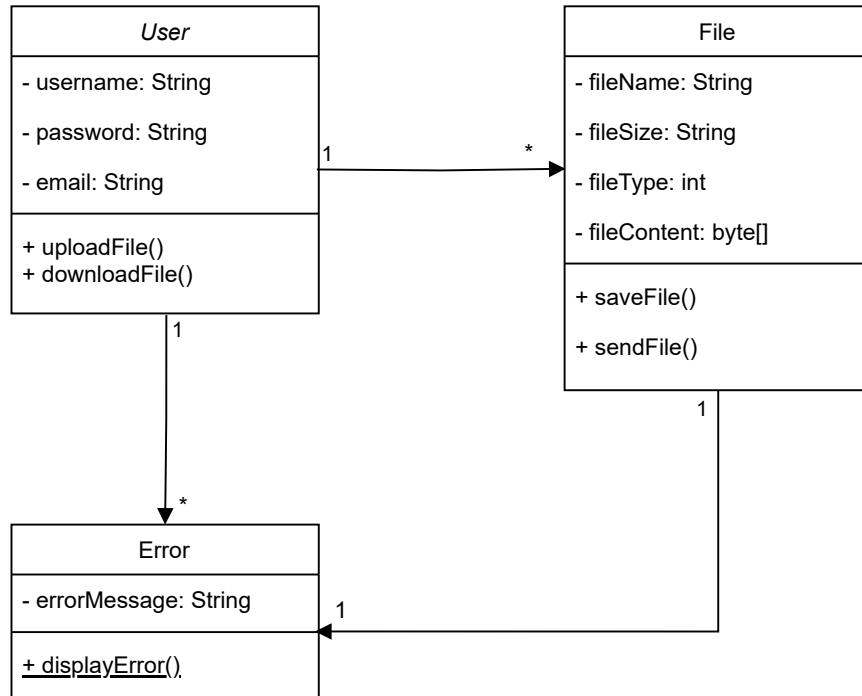 User
- username: String
- password: String
- email: String
+ uploadFile()
+ downloadFile()
1
*
File
- fileName: String
- fileSize: String
- fileType: int
- fileContent: byte[]
+ saveFile()
+ sendFile()
1
*
Error
- errorMessage: String
+ displayError()
1
1